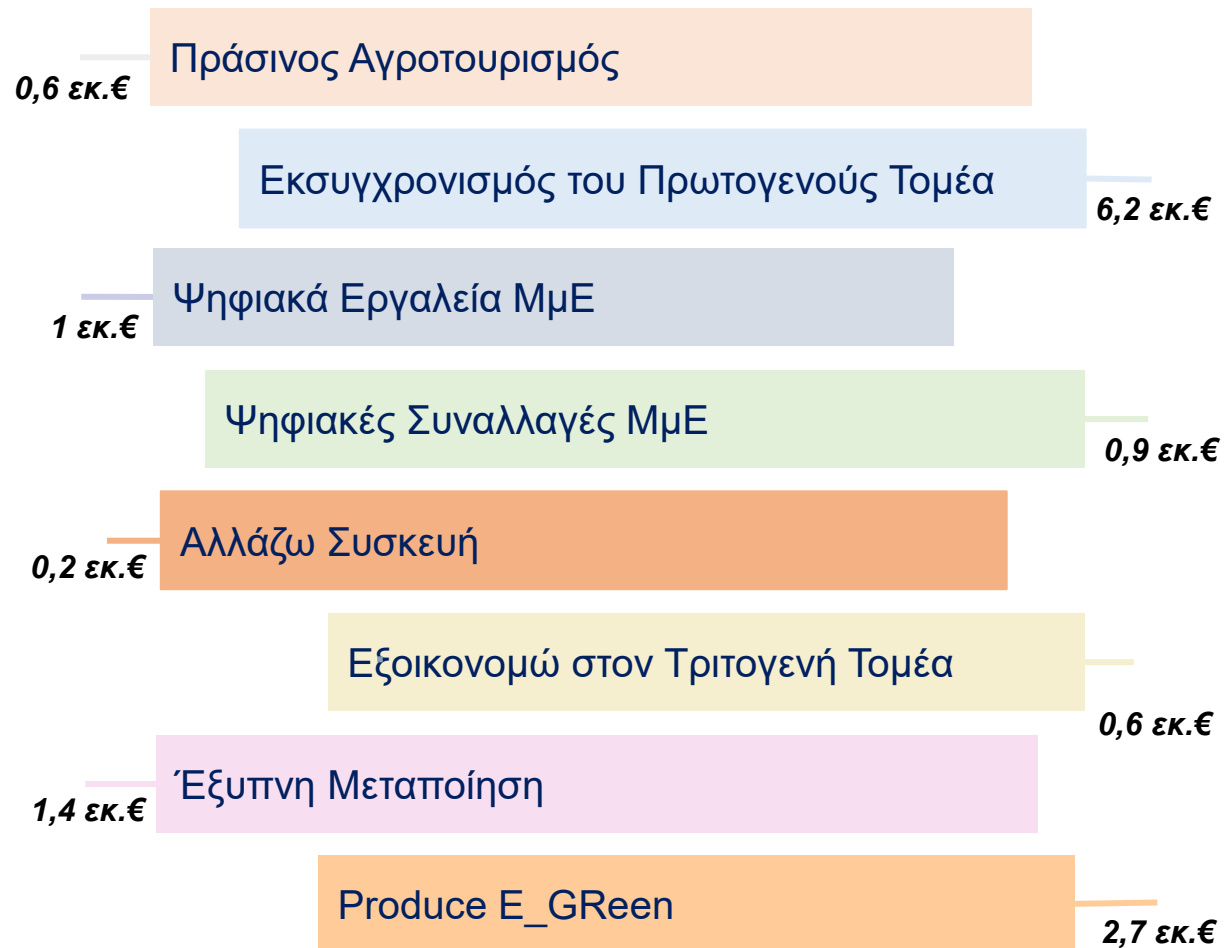 Πράσινος Αγροτουρισμός
0,6 εκ.€
Εκσυγχρονισμός του Πρωτογενούς Τομέα
6,2 εκ.€
Ψηφιακά Εργαλεία ΜμΕ
1 εκ.€
Ψηφιακές Συναλλαγές ΜμΕ
0,9 εκ.€
Αλλάζω Συσκευή
0,2 εκ.€
Εξοικονομώ στον Τριτογενή Τομέα
0,6 εκ.€
Έξυπνη Μεταποίηση
1,4 εκ.€
Produce E_GReen
2,7 εκ.€